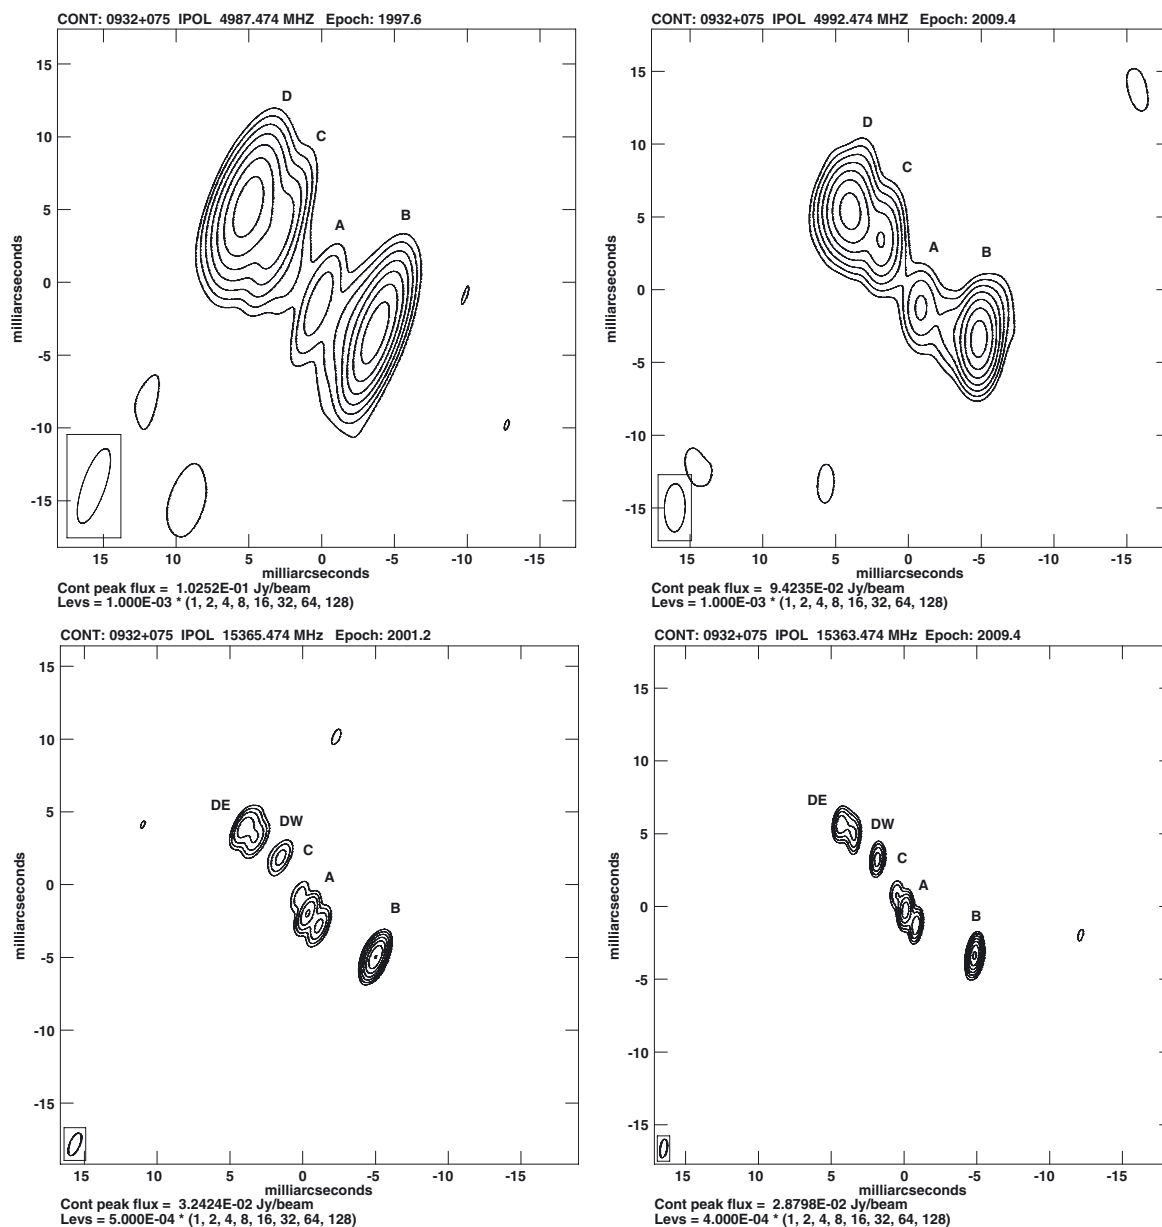 CONT: 0932+075 IPOL 4987.474 MHZ Epoch: 1997.6
D
C
A
B
milliarcseconds
15
10
5
0
-5
-10
-15
15 10 5 0 -5 -10 -15
milliarcseconds
Cont peak flux = 1.0252E-01 Jy/beam
Levs = 1.000E-03 * (1, 2, 4, 8, 16, 32, 64, 128)
CONT: 0932+075 IPOL 4992.474 MHZ Epoch: 2009.4
D
C
A
B
milliarcseconds
15
10
5
0
-5
-10
-15
15 10 5 0 -5 -10 -15
milliarcseconds
Cont peak flux = 9.4235E-02 Jy/beam
Levs = 1.000E-03 * (1, 2, 4, 8, 16, 32, 64, 128)
CONT: 0932+075 IPOL 15365.474 MHz Epoch: 2001.2
DE
DW
C
A
B
milliarcseconds
15
10
5
0
-5
-10
-15
15 10 5 0 -5 -10 -15
milliarcseconds
Cont peak flux = 3.2424E-02 Jy/beam
Levs = 5.000E-04 * (1, 2, 4, 8, 16, 32, 64, 128)
CONT: 0932+075 IPOL 15363.474 MHz Epoch: 2009.4
DE
DW
C
A
B
milliarcseconds
15
10
5
0
-5
-10
-15
15 10 5 0 -5 -10 -15
milliarcseconds
Cont peak flux = 2.8798E-02 Jy/beam
Levs = 4.000E-04 * (1, 2, 4, 8, 16, 32, 64, 128)